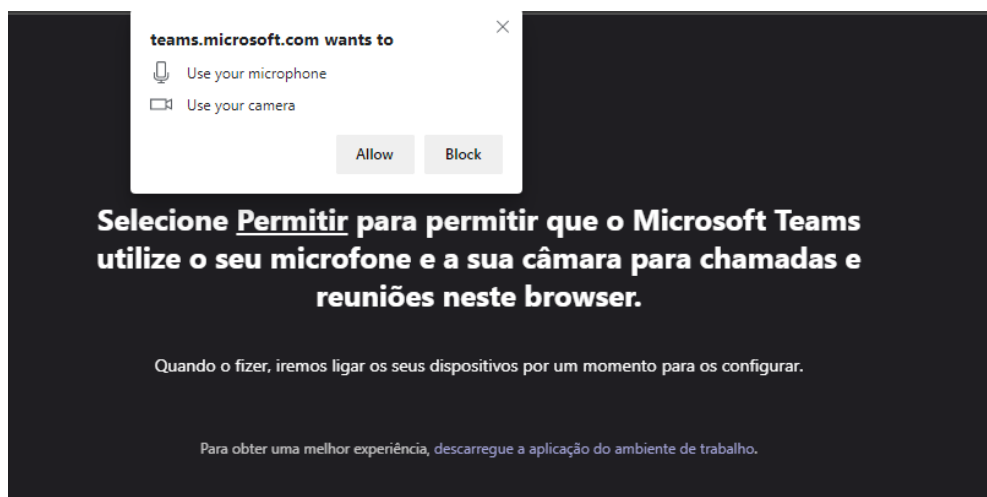 teams.microsoft.com wants to
Use your microphone
Use your camera
Allow Block
Selecione Permitir para permitir que o Microsoft Teams
utilize o seu microfone e a sua câmara para chamadas e
reuniões neste browser.
Quando o fizer, iremos ligar os seus dispositivos por um momento para os configurar.
Para obter uma melhor experiência, descarregue a aplicação do ambiente de trabalho.